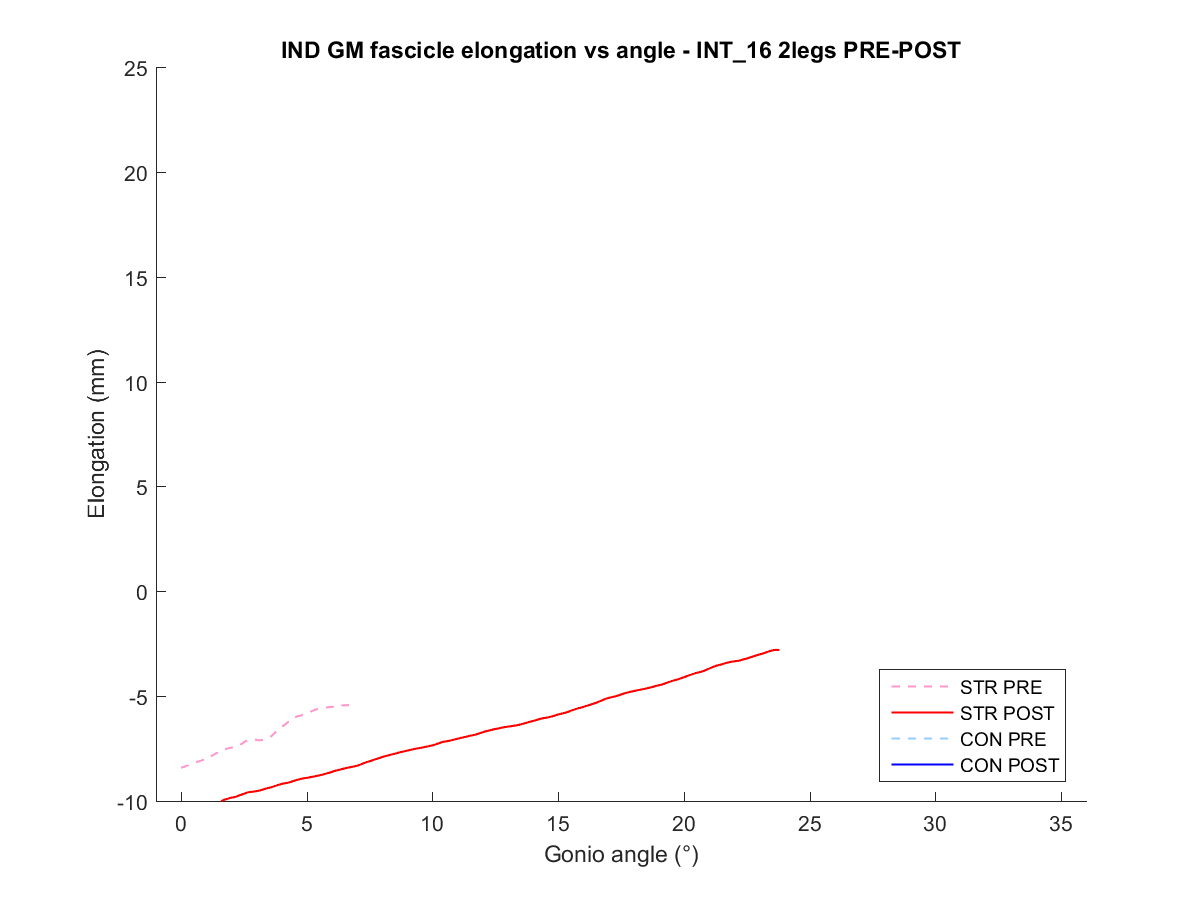 IND GM fascicle elongation vs angle - INT_16 2legs PRE-POST
25
20
15
10
5
0
-5
-10
Elongation (mm)
0 5 10 15 20 25 30 35
Gonio angle (°)
STR PRE
STR POST
CON PRE
CON POST